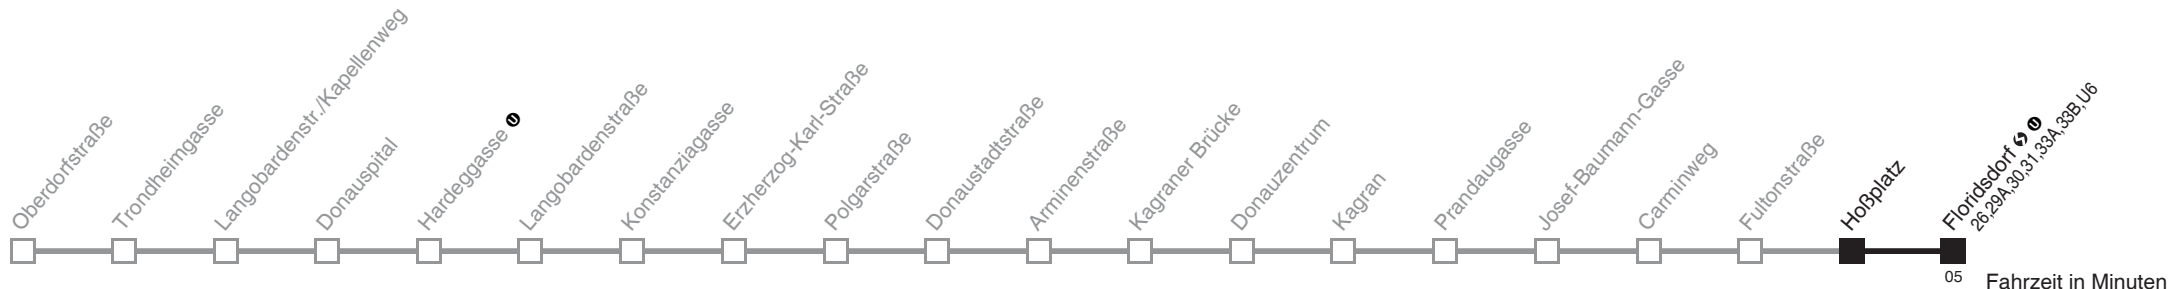 Oberdorfstraße
Trondheimgasse
Langobardenstr./Kapellenweg
Donauspital
Hardeggasse U
Langobardenstraße
Konstanziagasse
Erzherzog-Karl-Straße
Polgarstraße
Donaustadtstraße
Arminenstraße
Kagraner Brücke
Donauzentrum
Kagran
Prandaugasse
Josef-Baumann-Gasse
Carminweg
Fultonstraße
Hoßplatz
Floridsdorf S U
26,29A,30,31,33A,33B,U6
05
Fahrzeit in Minuten